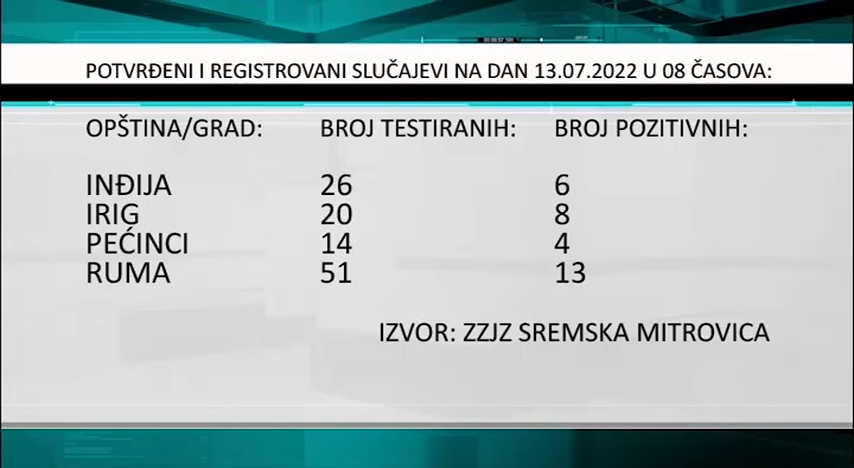 POTVRĐENI I REGISTROVANI SLUČAJEVI NA DAN 13.07.2022 U 08 ČASOVA:
OPŠTINA/GRAD: BROJ TESTIRANIH: BROJ POZITIVNIH:
INĐIJA 26 6
IRIG 20 8
PEĆINCI 14 4
RUMA 51 13
IZVOR: ZZJZ SREMSKA MITROVICA